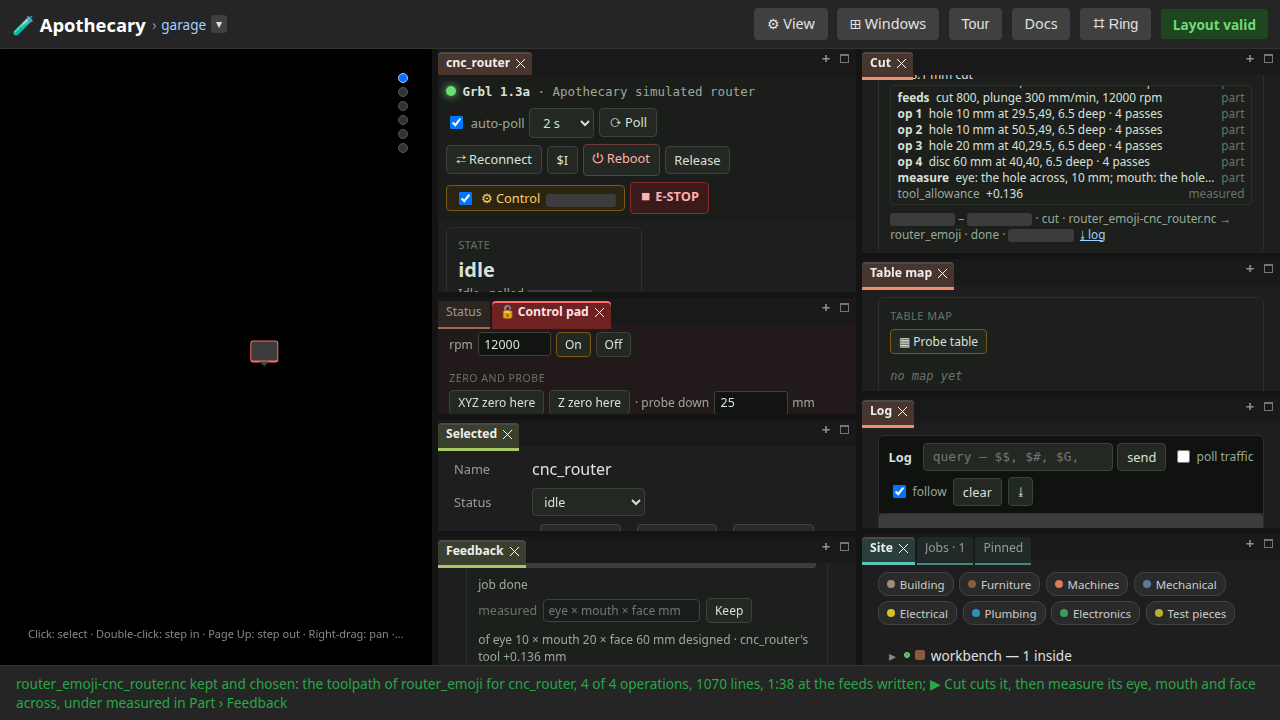 🧪 Apothecary › garage ▾
⚙ View
⊞ Windows
Tour
Docs
⌗ Ring
Layout valid
Click: select · Double-click: step in · Page Up: step out · Right-drag: pan ·…
cnc_router
Grbl 1.3a · Apothecary simulated router
auto-poll 2 s ⟳ Poll
⇄ Reconnect $I ⏻ Reboot Release
⚙ Control ■ E-STOP
STATE
idle
Status 🔓 Control pad
rpm 12000 On Off
ZERO AND PROBE
XYZ zero here Z zero here · probe down 25 mm
Selected
Name cnc_router
Status idle
Feedback
job done
measured eye × mouth × face mm Keep
of eye 10 × mouth 20 × face 60 mm designed · cnc_router's
tool +0.136 mm
Cut
feeds cut 800, plunge 300 mm/min, 12000 rpm part
op 1 hole 10 mm at 29.5,49, 6.5 deep · 4 passes part
op 2 hole 10 mm at 50.5,49, 6.5 deep · 4 passes part
op 3 hole 20 mm at 40,29.5, 6.5 deep · 4 passes part
op 4 disc 60 mm at 40,40, 6.5 deep · 4 passes part
measure eye: the hole across, 10 mm; mouth: the hole… part
tool_allowance +0.136 measured
– · cut · router_emoji-cnc_router.nc →
router_emoji · done · ⤓log
Table map
TABLE MAP
▦ Probe table
no map yet
Log
Log query — $$, $#, $G, send poll traffic
follow clear ⤓
Site Jobs · 1 Pinned
Building Furniture Machines Mechanical
Electrical Plumbing Electronics Test pieces
▸ workbench — 1 inside
router_emoji-cnc_router.nc kept and chosen: the toolpath of router_emoji for cnc_router, 4 of 4 operations, 1070 lines, 1:38 at the feeds written; ▶ Cut cuts it, then measure its eye, mouth and face
across, under measured in Part › Feedback